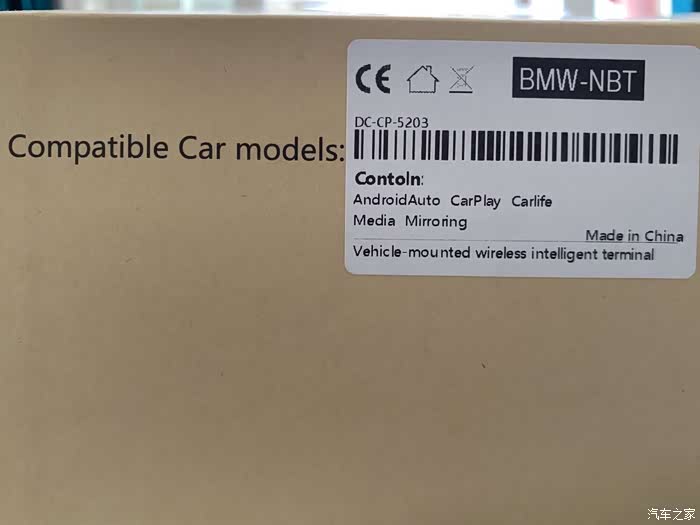 CE
BMW-NBT
DC-CP-5203
Compatible Car models:
Contoln:
AndroidAuto CarPlay Carlife
Media Mirroring
Made in China
Vehicle-mounted wireless intelligent terminal
汽车之家